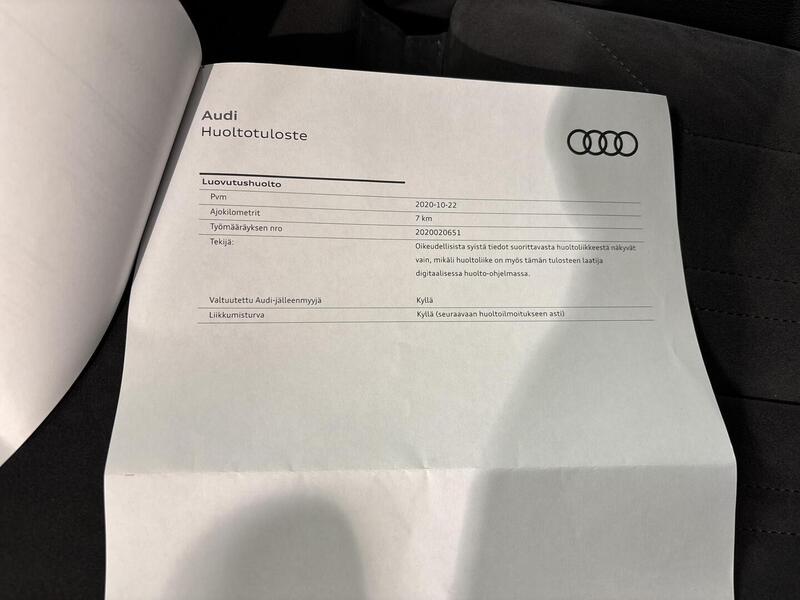 Audi
Huoltotuloste
Luovutushuolto
Pvm 2020-10-22
Ajokilometrit 7 km
Työmääräyksen nro 2020020651
Tekijä: Oikeudellisista syistä tiedot suorittavasta huoltoliikkeestä näkyvät
vain, mikäli huoltoliike on myös tämän tulosteen laatija
digitaalisessa huolto-ohjelmassa.
Valtuutettu Audi-jälleenmyyjä Kyllä
Liikkumisturva Kyllä (seuraavaan huoltoilmoitukseen asti)